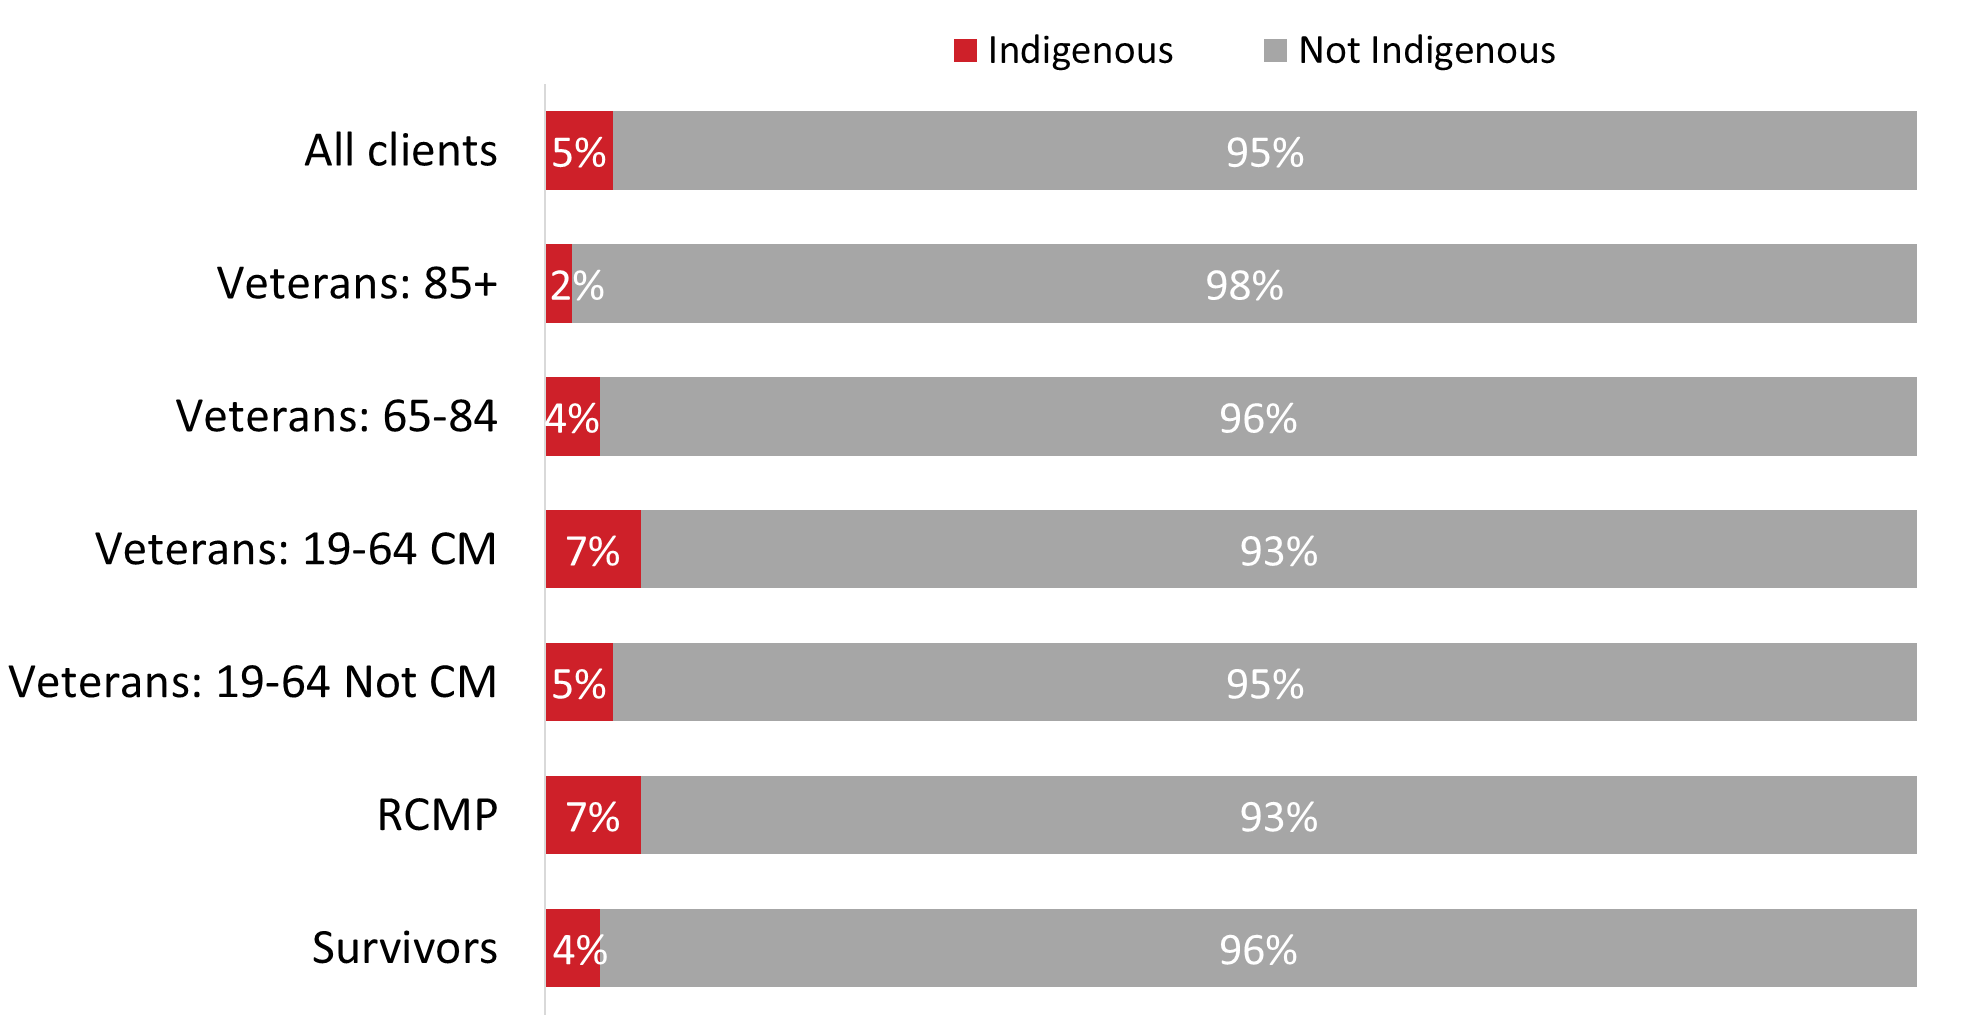 Indigenous Not Indigenous
All clients 5% 95%
Veterans: 85+ 2% 98%
Veterans: 65-84 4% 96%
Veterans: 19-64 CM 7% 93%
Veterans: 19-64 Not CM 5% 95%
RCMP 7% 93%
Survivors 4% 96%